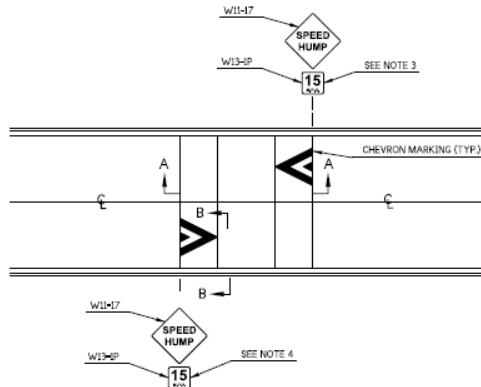 W11-17
SPEED
HUMP
W13-1P
15
SEE NOTE 3
CHEVRON MARKING (TYP.)
A
A
℄
℄
B
B
W11-17
SPEED
HUMP
W13-1P
15
SEE NOTE 4